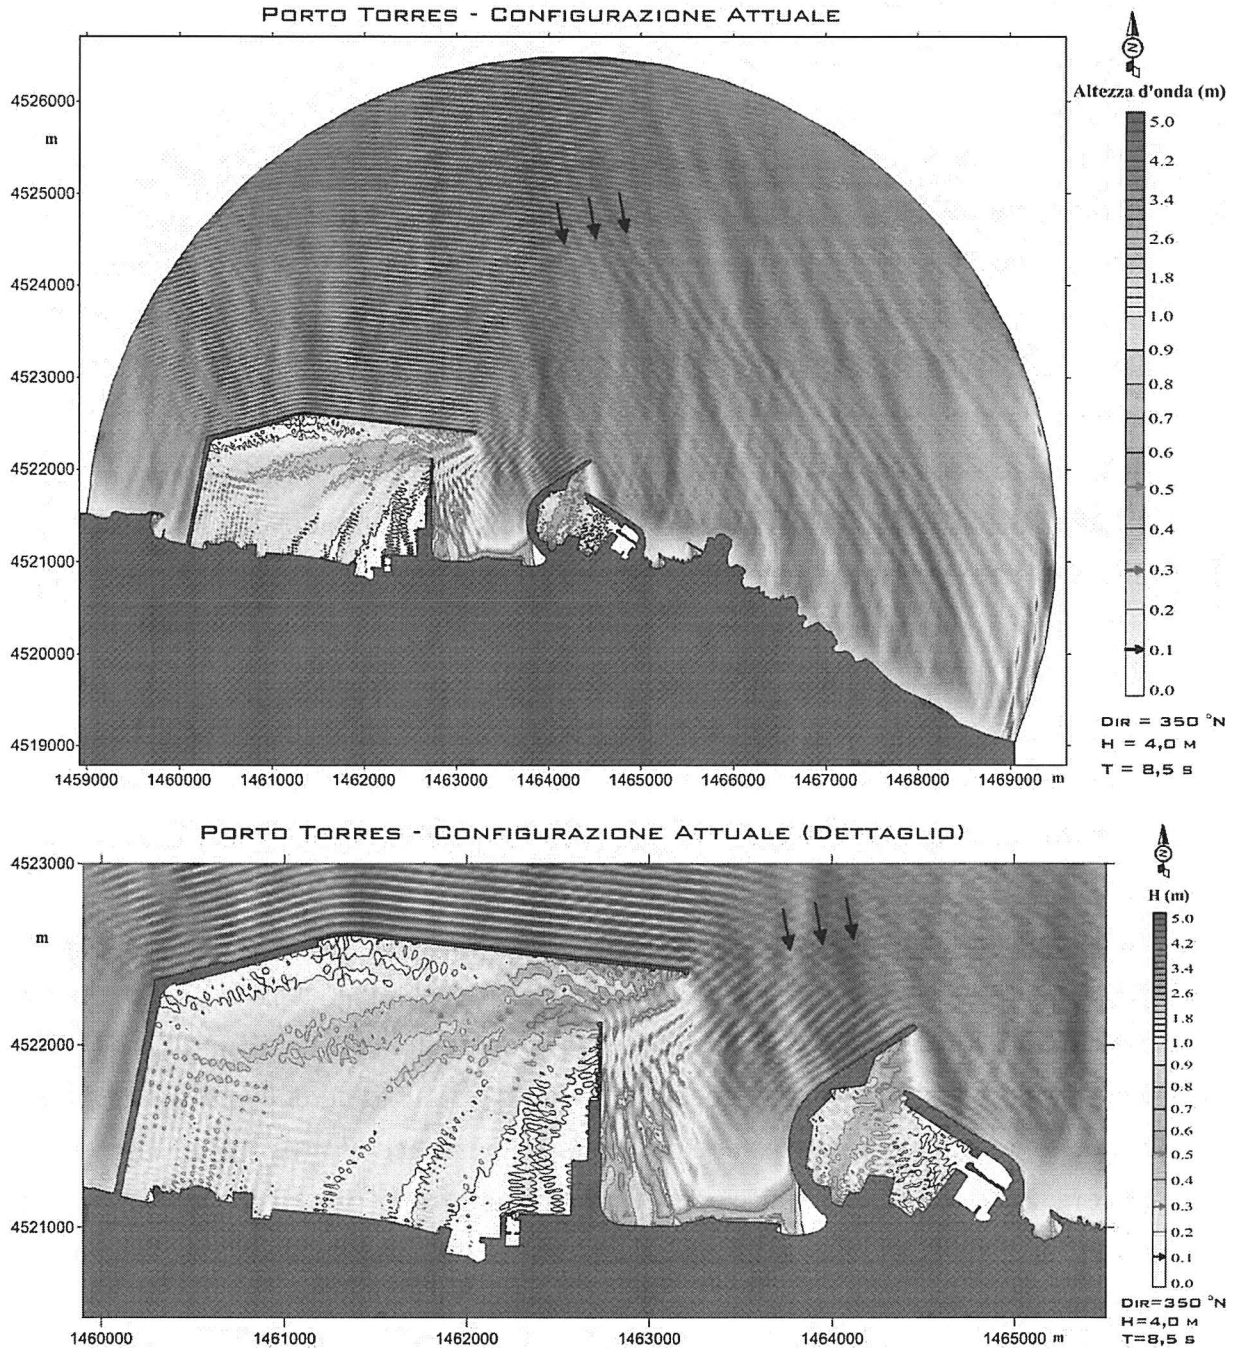 PORTO TORRES - CONFIGURAZIONE ATTUALE
N
4526000
m
4525000
4524000
4523000
4522000
4521000
4520000
4519000
1459000 1460000 1461000 1462000 1463000 1464000 1465000 1466000 1467000 1468000 1469000 m
Altezza d'onda (m)
5.0
4.2
3.4
2.6
1.8
1.0
0.9
0.8
0.7
0.6
0.5
0.4
0.3
0.2
0.1
0.0
DIR = 350 °N
H = 4,0 M
T = 8,5 S
PORTO TORRES - CONFIGURAZIONE ATTUALE (DETTAGLIO)
N
4523000
m
4522000
4521000
1460000 1461000 1462000 1463000 1464000 1465000 m
H (m)
5.0
4.2
3.4
2.6
1.8
1.0
0.9
0.8
0.7
0.6
0.5
0.4
0.3
0.2
0.1
0.0
DIR=350 °N
H=4,0 M
T=8,5 S